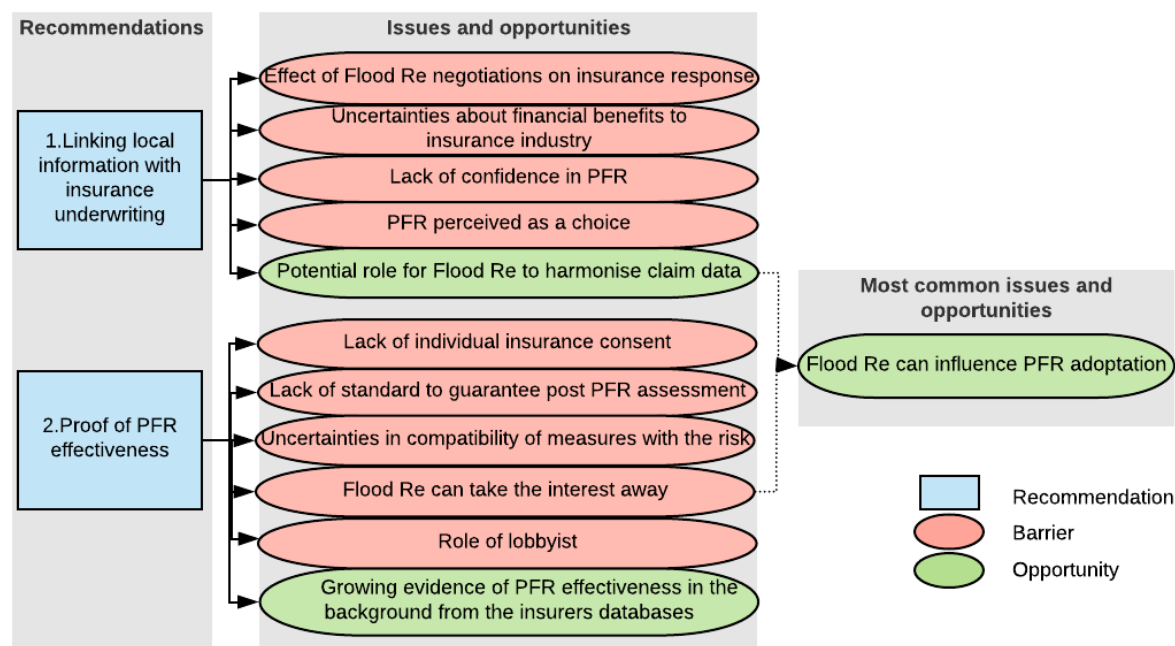 Recommendations
Issues and opportunities
1.Linking local
information with
insurance
underwriting
Effect of Flood Re negotiations on insurance response
Uncertainties about financial benefits to
insurance industry
Lack of confidence in PFR
PFR perceived as a choice
Potential role for Flood Re to harmonise claim data
2.Proof of PFR
effectiveness
Lack of individual insurance consent
Lack of standard to guarantee post PFR assessment
Uncertainties in compatibility of measures with the risk
Flood Re can take the interest away
Role of lobbyist
Growing evidence of PFR effectiveness in the
background from the insurers databases
Most common issues and
opportunities
Flood Re can influence PFR adoptation
Recommendation
Barrier
Opportunity